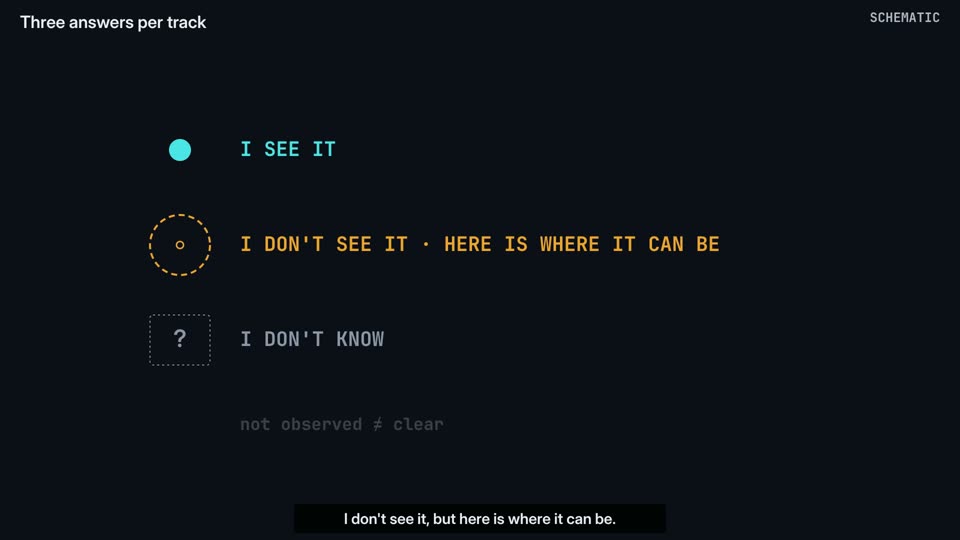 Three answers per track
SCHEMATIC
I SEE IT
I DON'T SEE IT · HERE IS WHERE IT CAN BE
?
I DON'T KNOW
not observed ≠ clear
I don't see it, but here is where it can be.